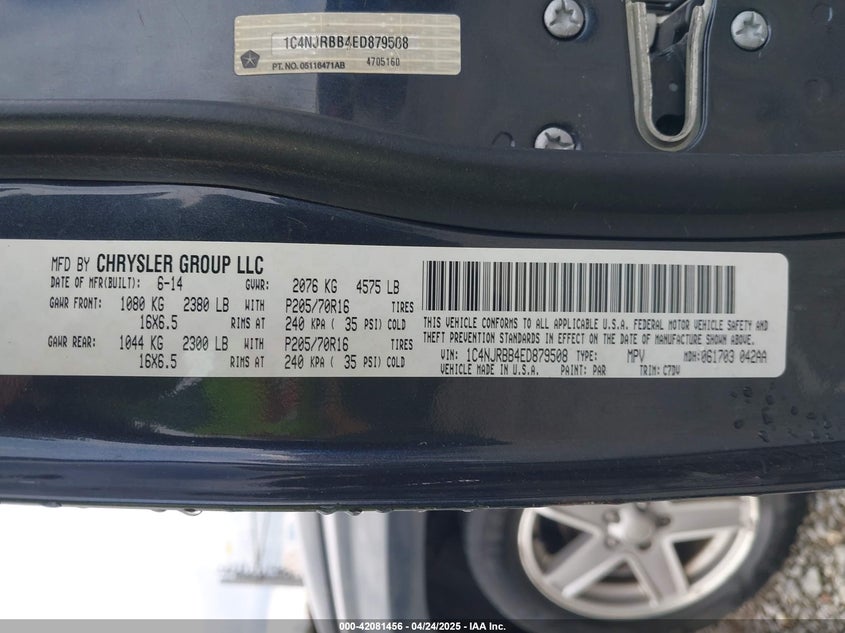 1C4NJRBB4ED879508
PT. NO. 05116471AB 4705160
MFD BY CHRYSLER GROUP LLC
DATE OF MFR(BUILT): 6-14 GVWR: 2076 KG 4575 LB
GAWR FRONT: 1080 KG 2380 LB WITH P205/70R16 TIRES
16X6.5 RIMS AT 240 KPA ( 35 PSI) COLD
GAWR REAR: 1044 KG 2300 LB WITH P205/70R16 TIRES
16X6.5 RIMS AT 240 KPA ( 35 PSI) COLD
THIS VEHICLE CONFORMS TO ALL APPLICABLE U.S.A. FEDERAL MOTOR VEHICLE SAFETY AND
THEFT PREVENTION STANDARDS IN EFFECT ON THE DATE OF MANUFACTURE SHOWN ABOVE.
VIN: 1C4NJRBB4ED879508 TYPE: MPV MDH: 061703 042AA
VEHICLE MADE IN U.S.A. PAINT: PAR TRIM: C7DV
000-42081456 - 04/24/2025 - IAA Inc.